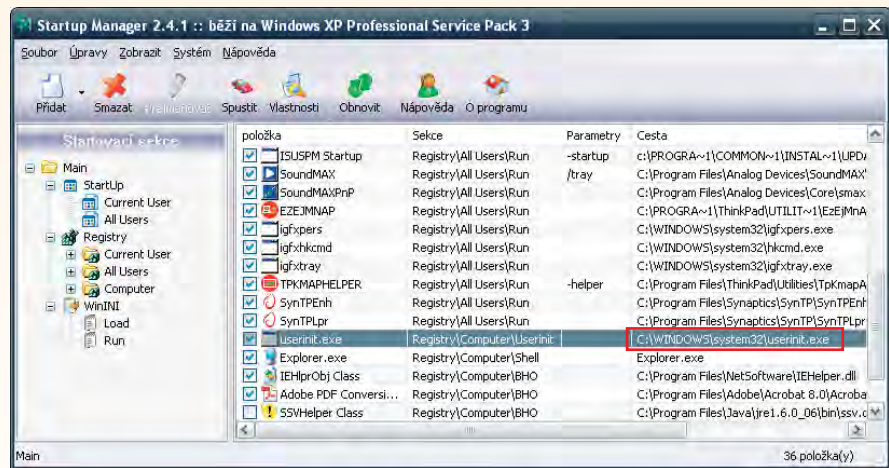 Startup Manager 2.4.1 :: běží na Windows XP Professional Service Pack 3
Soubor Úpravy Zobrazit Systém Nápověda
Přidat Smazat Přejmenovat Spustit Vlastnosti Obnovit Nápověda O programu
Startovací sekce
Main
StartUp
Current User
All Users
Registry
Current User
All Users
Computer
WinINI
Load
Run
položka Sekce Parametry Cesta
ISUSPM Startup Registry\All Users\Run -startup c:\PROGRA~1\COMMON~1\INSTAL~1\UPD
SoundMAX Registry\All Users\Run /tray C:\Program Files\Analog Devices\SoundMAX\
SoundMAXPnP Registry\All Users\Run C:\Program Files\Analog Devices\Core\smax
EZEJMNAP Registry\All Users\Run C:\PROGRA~1\ThinkPad\UTILIT~1\EzEjMnA
igfxpers Registry\All Users\Run C:\WINDOWS\system32\igfxpers.exe
igfxhkcmd Registry\All Users\Run C:\WINDOWS\system32\hkcmd.exe
igfxtray Registry\All Users\Run C:\WINDOWS\system32\igfxtray.exe
TPKMAPHELPER Registry\All Users\Run -helper C:\Program Files\ThinkPad\Utilities\TpKmapA
SynTPEnh Registry\All Users\Run C:\Program Files\Synaptics\SynTP\SynTPEnh
SynTPLpr Registry\All Users\Run C:\Program Files\Synaptics\SynTP\SynTPLpr
userinit.exe Registry\Computer\Userinit C:\WINDOWS\system32\userinit.exe
Explorer.exe Registry\Computer\Shell Explorer.exe
IEHlprObj Class Registry\Computer\BHO C:\Program Files\NetSoftware\IEHelper.dll
Adobe PDF Conversi... Registry\Computer\BHO C:\Program Files\Adobe\Acrobat 8.0\Acroba
SSVHelper Class Registry\Computer\BHO C:\Program Files\Java\jre1.6.0_06\bin\ssv.d
Main 36 položka(y)